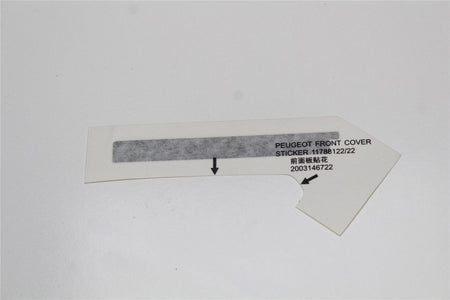 PEUGEOT FRONT COVER
STICKER 11788122/22
前面板贴花
2003146722